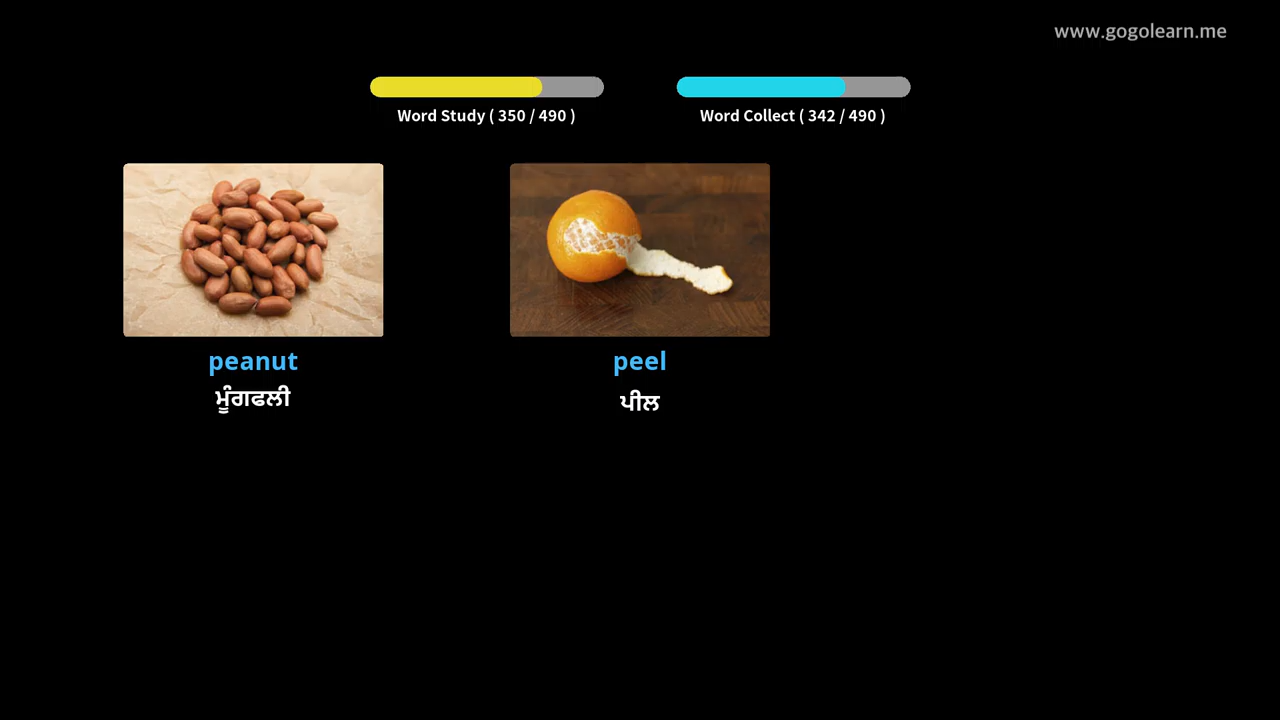 www.gogolearn.me
Word Study ( 350 / 490 )
Word Collect ( 342 / 490 )
peanut
ਮੂੰਗਫਲੀ
peel
ਪੀਲ